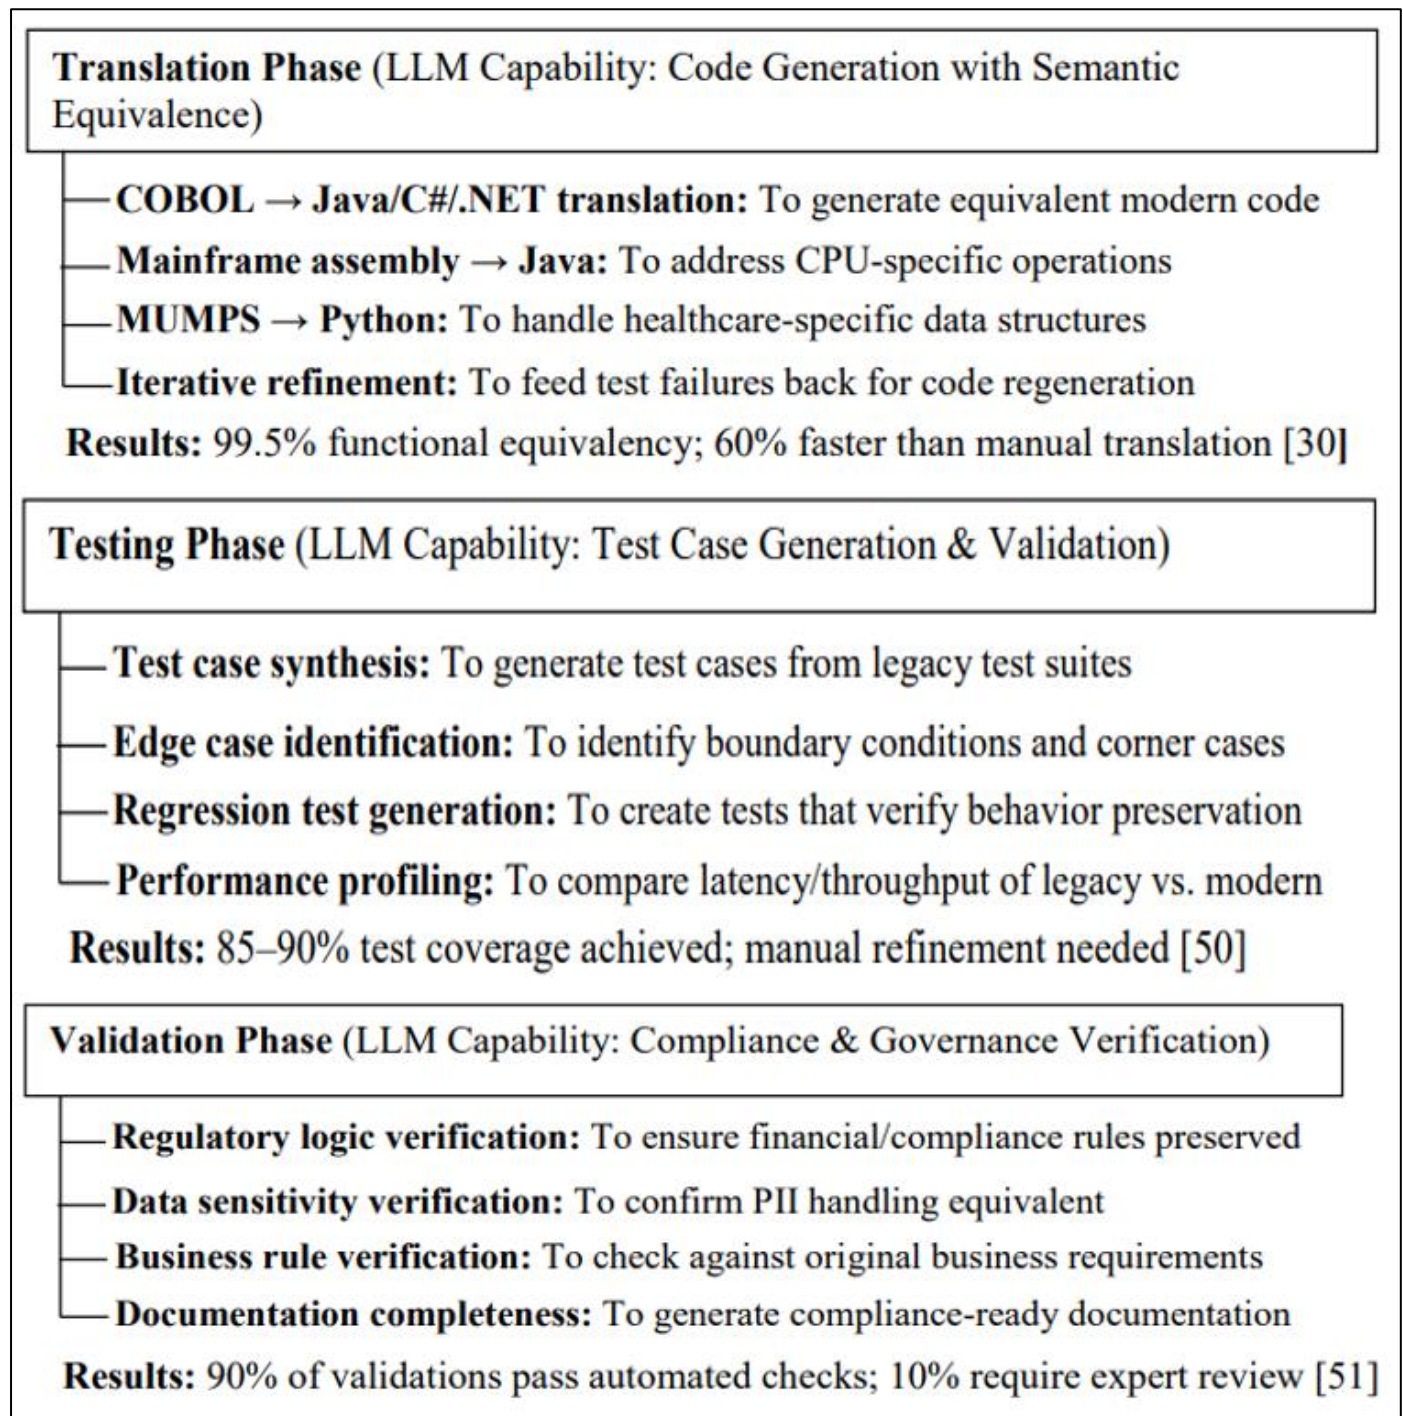 Translation Phase (LLM Capability: Code Generation with Semantic
Equivalence)
COBOL → Java/C#/.NET translation: To generate equivalent modern code
Mainframe assembly → Java: To address CPU-specific operations
MUMPS → Python: To handle healthcare-specific data structures
Iterative refinement: To feed test failures back for code regeneration
Results: 99.5% functional equivalency; 60% faster than manual translation [30]
Testing Phase (LLM Capability: Test Case Generation & Validation)
Test case synthesis: To generate test cases from legacy test suites
Edge case identification: To identify boundary conditions and corner cases
Regression test generation: To create tests that verify behavior preservation
Performance profiling: To compare latency/throughput of legacy vs. modern
Results: 85–90% test coverage achieved; manual refinement needed [50]
Validation Phase (LLM Capability: Compliance & Governance Verification)
Regulatory logic verification: To ensure financial/compliance rules preserved
Data sensitivity verification: To confirm PII handling equivalent
Business rule verification: To check against original business requirements
Documentation completeness: To generate compliance-ready documentation
Results: 90% of validations pass automated checks; 10% require expert review [51]